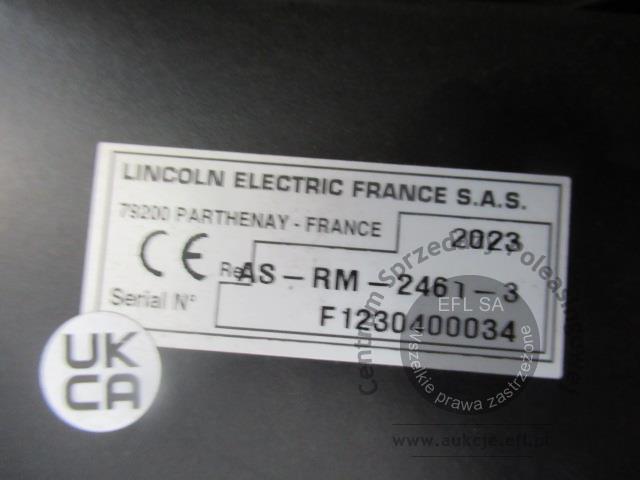 LINCOLN ELECTRIC FRANCE S.A.S.
79200 PARTHENAY - FRANCE
2023
CE
Ref AS-RM-2461-3
Serial N° F1230400034
UK
CA
Centrum Sprzedaży Poleasingowej
EFL SA
wszelkie prawa zastrzeżone
www.aukcje.efl.pl